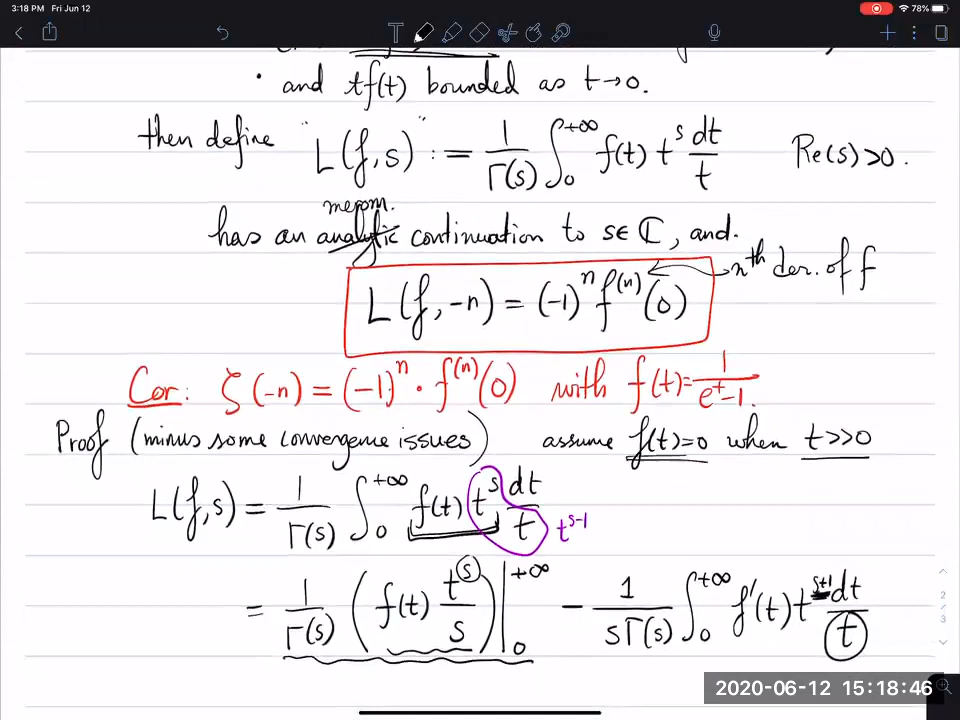 3:18 PM Fri Jun 12
78%
and tf(t) bounded as t→0.
then define "L(f,s)" := 1/Γ(s) ∫₀^{+∞} f(t) t^s dt/t Re(s)>0.
merom.
has an analytic continuation to s∈ℂ, and.
L(f,-n) = (-1)^n f^{(n)}(0) ← nth der. of f
Cor: ζ(-n) = (-1)^n · f^{(n)}(0) with f(t)= 1/(e^t-1).
Proof (minus some convergence issues) assume f(t)=0 when t>>0
L(f,s) = 1/Γ(s) ∫₀^{+∞} f(t) t^s dt/t t^{s-1}
= 1/Γ(s) ( f(t) t^s/s ) |₀^{+∞} - 1/(sΓ(s)) ∫₀^{+∞} f'(t) t^{s+1} dt/t
2
3
2020-06-12 15:18:46